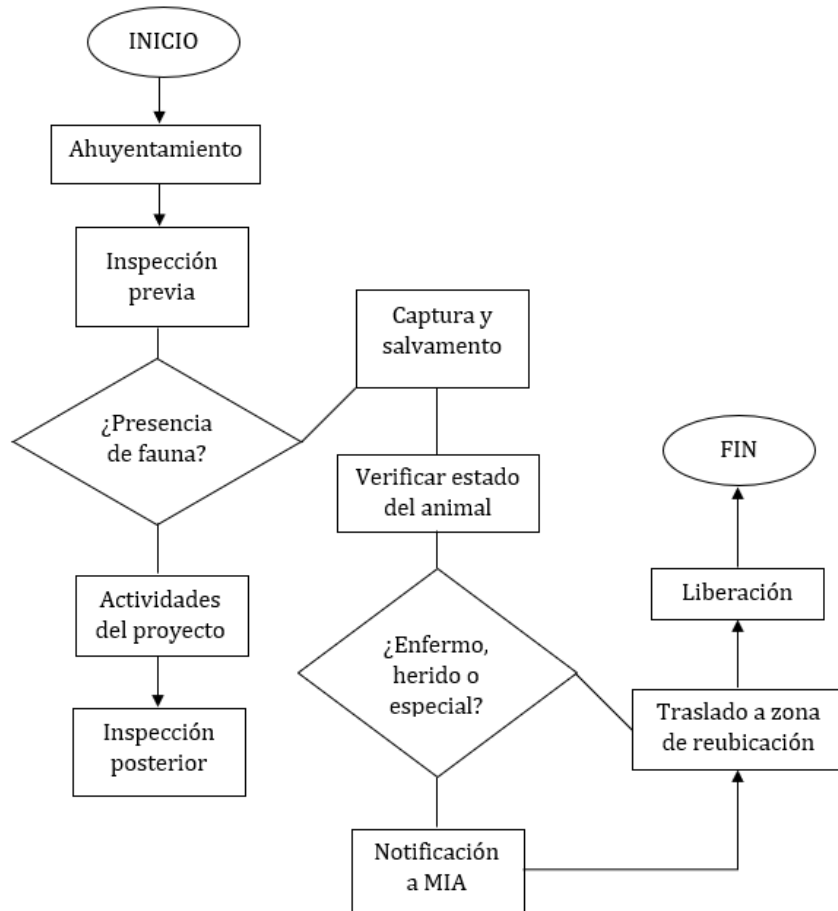 INICIO
Ahuyentamiento
Inspección
previa
¿Presencia
de fauna?
Actividades
del proyecto
Inspección
posterior
Captura y
salvamento
Verificar estado
del animal
¿Enfermo,
herido o
especial?
Notificación
a MIA
Traslado a zona
de reubicación
Liberación
FIN